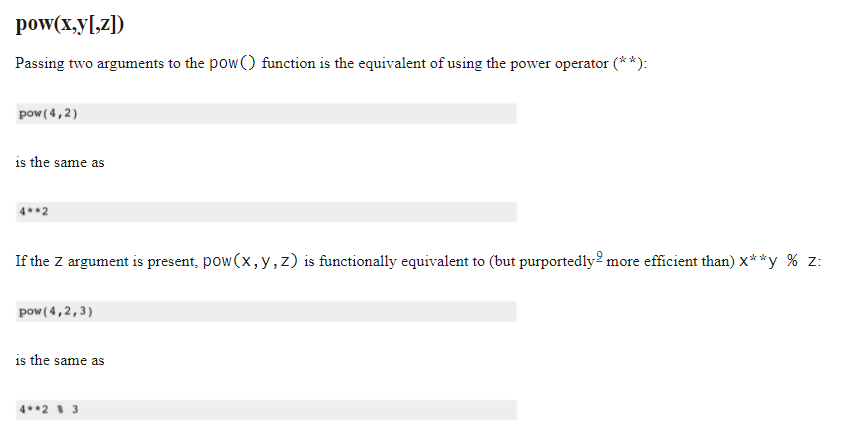 pow(x,y[,z])
Passing two arguments to the pow() function is the equivalent of using the power operator (**):
pow(4,2)
is the same as
4**2
If the z argument is present, pow(x,y,z) is functionally equivalent to (but purportedly9 more efficient than) x**y % z:
pow(4,2,3)
is the same as
4**2 % 3